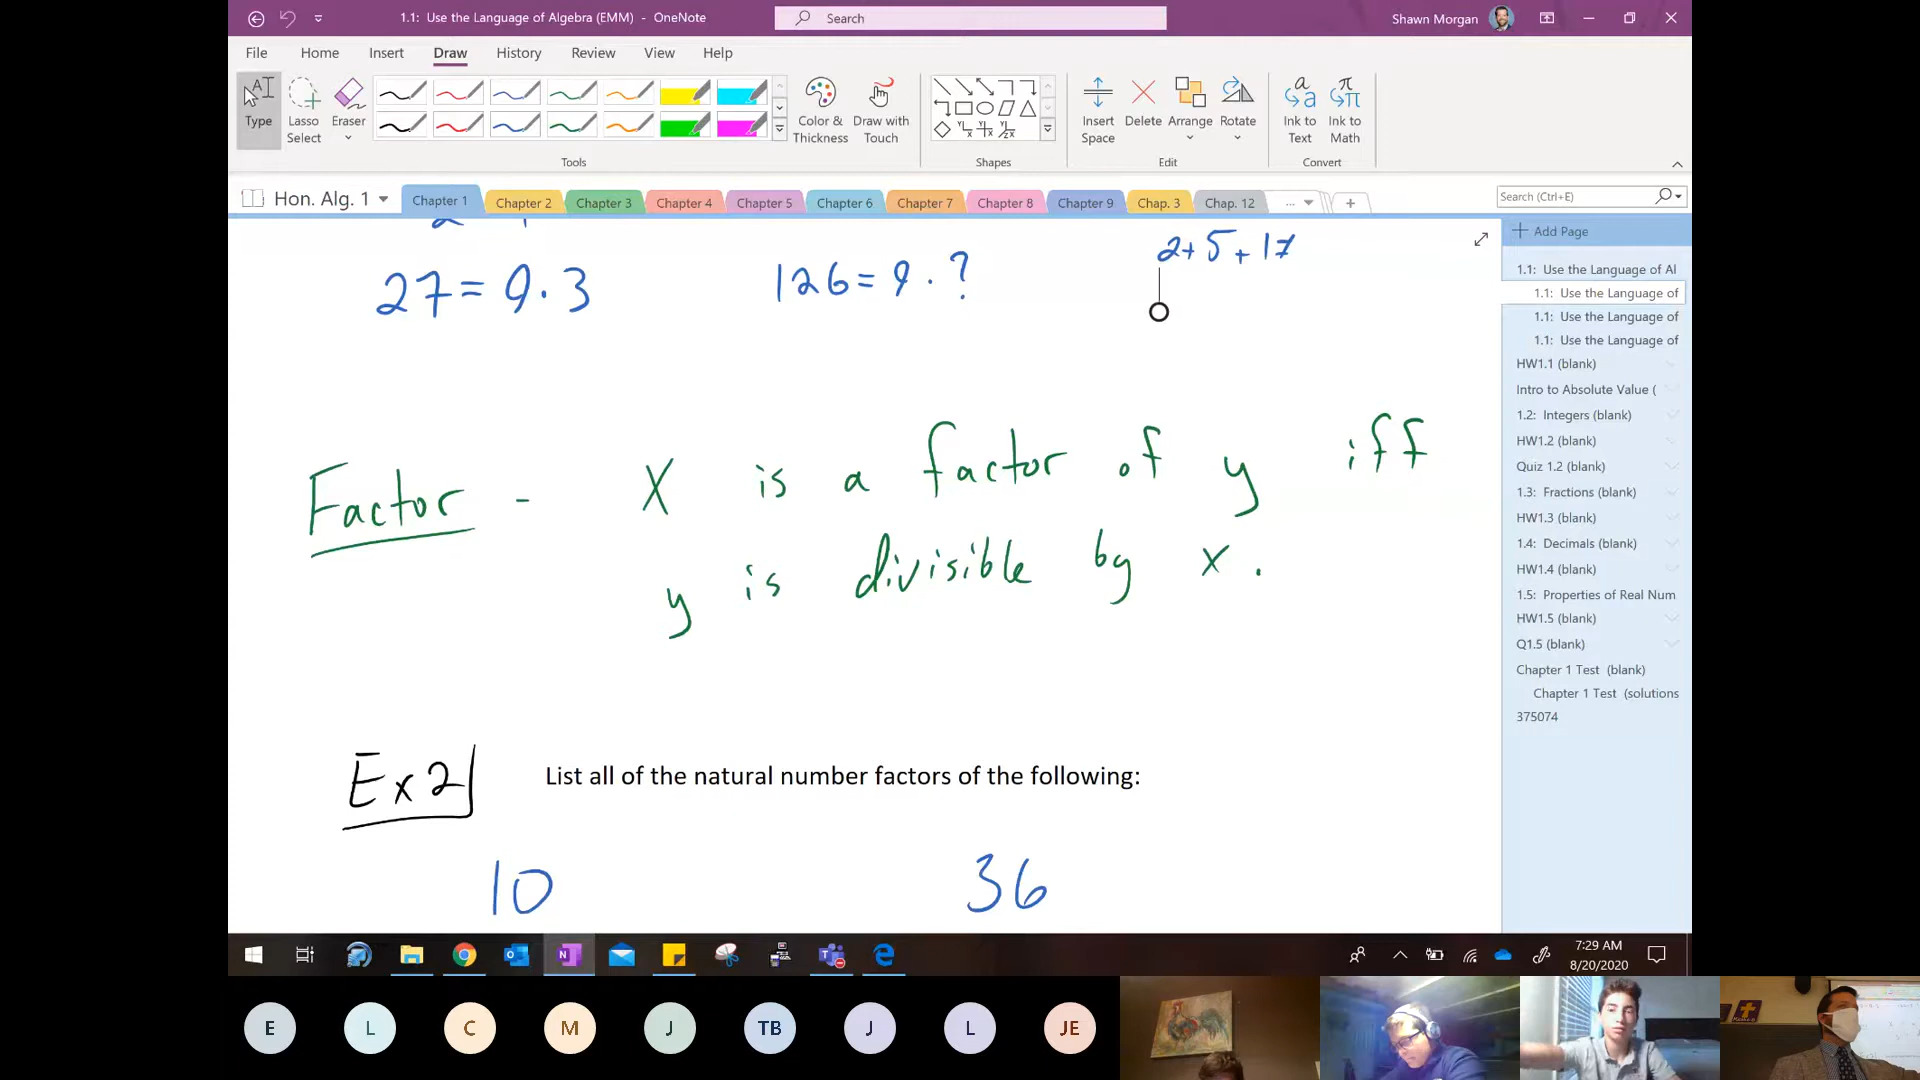 1.1: Use the Language of Algebra (EMM) - OneNote
Search
Shawn Morgan
File Home Insert Draw History Review View Help
Type
Lasso Select
Eraser
Color & Thickness
Draw with Touch
Insert Space
Delete
Arrange
Rotate
Ink to Text
Ink to Math
Tools
Shapes
Edit
Convert
Hon. Alg. 1
Chapter 1 Chapter 2 Chapter 3 Chapter 4 Chapter 5 Chapter 6 Chapter 7 Chapter 8 Chapter 9 Chap. 3 Chap. 12 ...
Search (Ctrl+E)
2+5+17
27 = 9 · 3
126 = 9 · ?
Factor - X is a factor of y iff
y is divisible by x.
Ex 2 List all of the natural number factors of the following:
10 36
Add Page
1.1: Use the Language of Al
1.1: Use the Language of
1.1: Use the Language of
1.1: Use the Language of
HW1.1 (blank)
Intro to Absolute Value (
1.2: Integers (blank)
HW1.2 (blank)
Quiz 1.2 (blank)
1.3: Fractions (blank)
HW1.3 (blank)
1.4: Decimals (blank)
HW1.4 (blank)
1.5: Properties of Real Num
HW1.5 (blank)
Q1.5 (blank)
Chapter 1 Test (blank)
Chapter 1 Test (solutions
375074
7:29 AM
8/20/2020
E L C M J TB J L JE